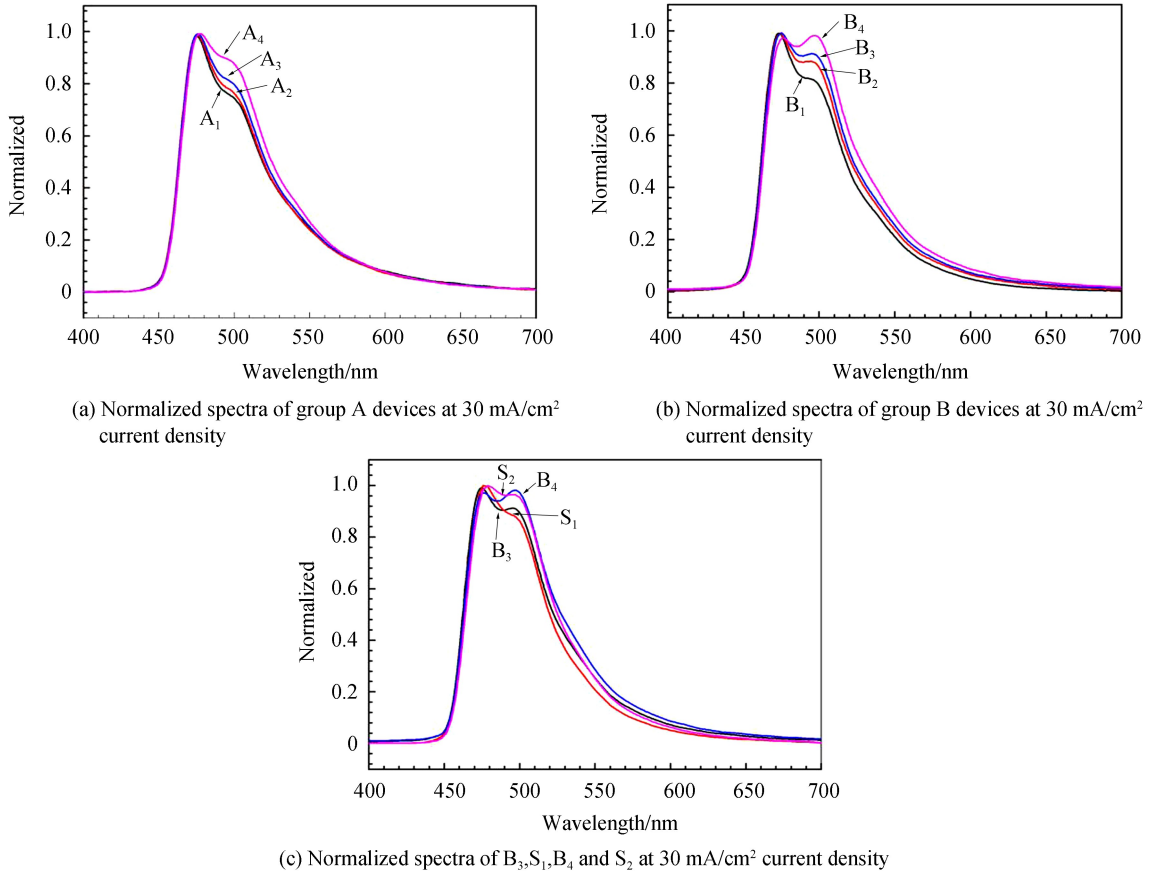 Normalized
1.0
0.8
0.6
0.4
0.2
0
A₄
A₃
A₂
A₁
400 450 500 550 600 650 700
Wavelength/nm
(a) Normalized spectra of group A devices at 30 mA/cm²
current density
Normalized
1.0
0.8
0.6
0.4
0.2
0
B₄
B₃
B₂
B₁
400 450 500 550 600 650 700
Wavelength/nm
(b) Normalized spectra of group B devices at 30 mA/cm²
current density
Normalized
1.0
0.8
0.6
0.4
0.2
0
S₂
B₄
S₁
B₃
400 450 500 550 600 650 700
Wavelength/nm
(c) Normalized spectra of B₃,S₁,B₄ and S₂ at 30 mA/cm² current density